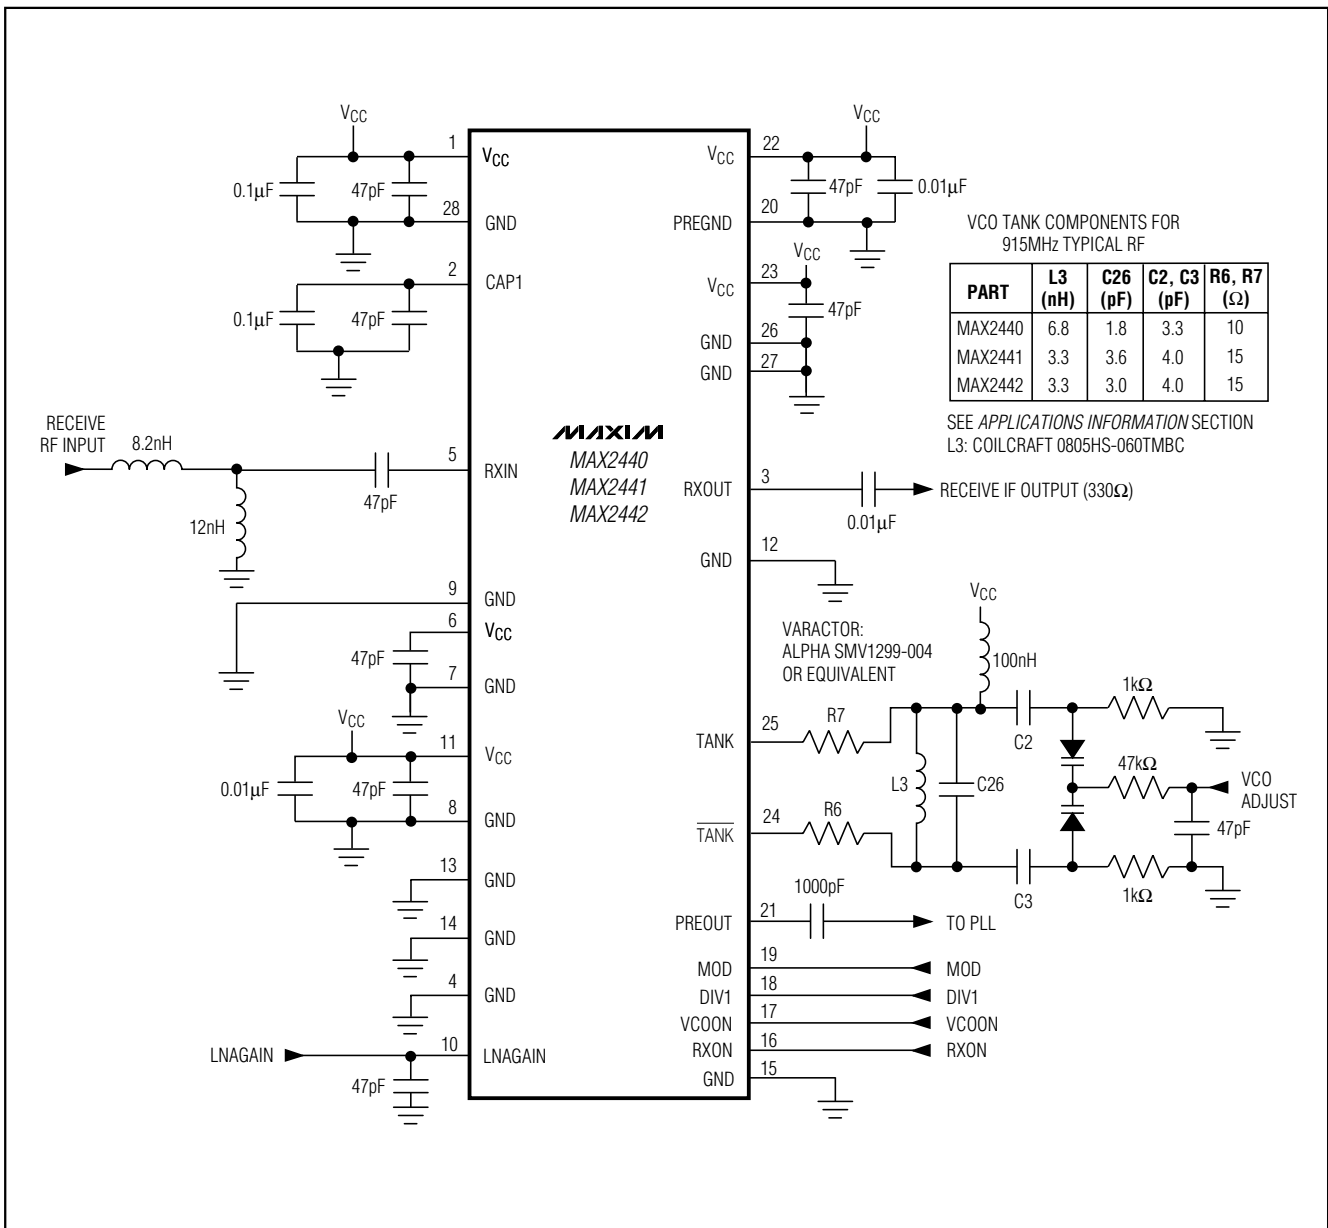 VCC
1
VCC
0.1µF
47pF
28
GND
2
CAP1
0.1µF
47pF
RECEIVE
RF INPUT
8.2nH
5
RXIN
47pF
12nH
9
GND
6
VCC
47pF
7
GND
VCC
11
VCC
0.01µF
47pF
8
GND
13
GND
14
GND
4
GND
LNAGAIN
10
LNAGAIN
47pF
MAXIM
MAX2440
MAX2441
MAX2442
VCC
22
VCC
47pF
0.01µF
20
PREGND
VCC
23
VCC
47pF
26
GND
27
GND
3
RXOUT
RECEIVE IF OUTPUT (330Ω)
0.01µF
12
GND
VCO TANK COMPONENTS FOR
915MHz TYPICAL RF
PART L3 (nH) C26 (pF) C2, C3 (pF) R6, R7 (Ω)
MAX2440 6.8 1.8 3.3 10
MAX2441 3.3 3.6 4.0 15
MAX2442 3.3 3.0 4.0 15
SEE APPLICATIONS INFORMATION SECTION
L3: COILCRAFT 0805HS-060TMBC
VARACTOR:
ALPHA SMV1299-004
OR EQUIVALENT
VCC
100nH
1kΩ
25
R7
TANK
C2
L3
C26
47kΩ
VCO
ADJUST
47pF
24
R6
TANK
C3
1kΩ
1000pF
21
PREOUT
TO PLL
19
MOD
MOD
18
DIV1
DIV1
17
VCOON
VCOON
16
RXON
RXON
15
GND